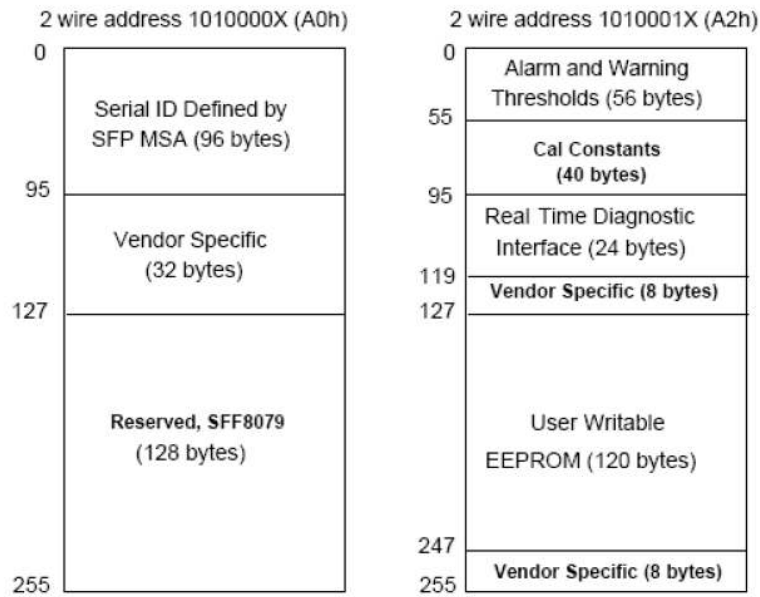 2 wire address 1010000X (A0h)
0
Serial ID Defined by
SFP MSA (96 bytes)
95
Vendor Specific
(32 bytes)
127
Reserved, SFF8079
(128 bytes)
255
2 wire address 1010001X (A2h)
0
Alarm and Warning
Thresholds (56 bytes)
55
Cal Constants
(40 bytes)
95
Real Time Diagnostic
Interface (24 bytes)
119
Vendor Specific (8 bytes)
127
User Writable
EEPROM (120 bytes)
247
Vendor Specific (8 bytes)
255